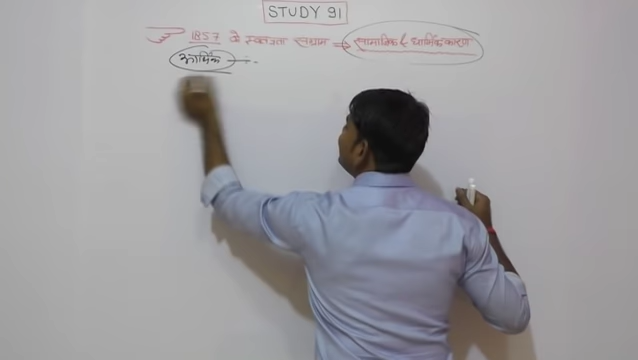 STUDY 91
1857 के स्वतंत्रता संग्राम ⇒ सामाजिक & धार्मिक कारण
आर्थिक